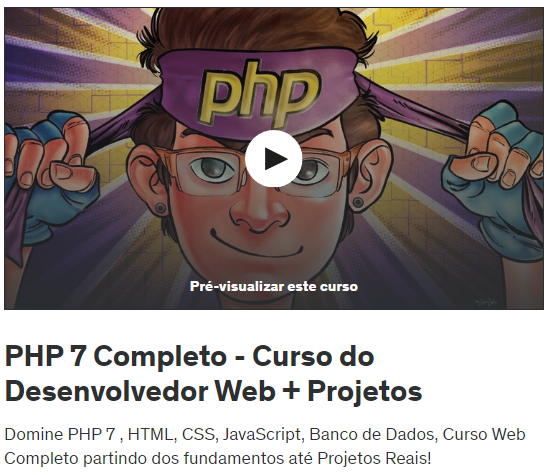 php
Pré-visualizar este curso
PHP 7 Completo - Curso do
Desenvolvedor Web + Projetos
Domine PHP 7 , HTML, CSS, JavaScript, Banco de Dados, Curso Web
Completo partindo dos fundamentos até Projetos Reais!